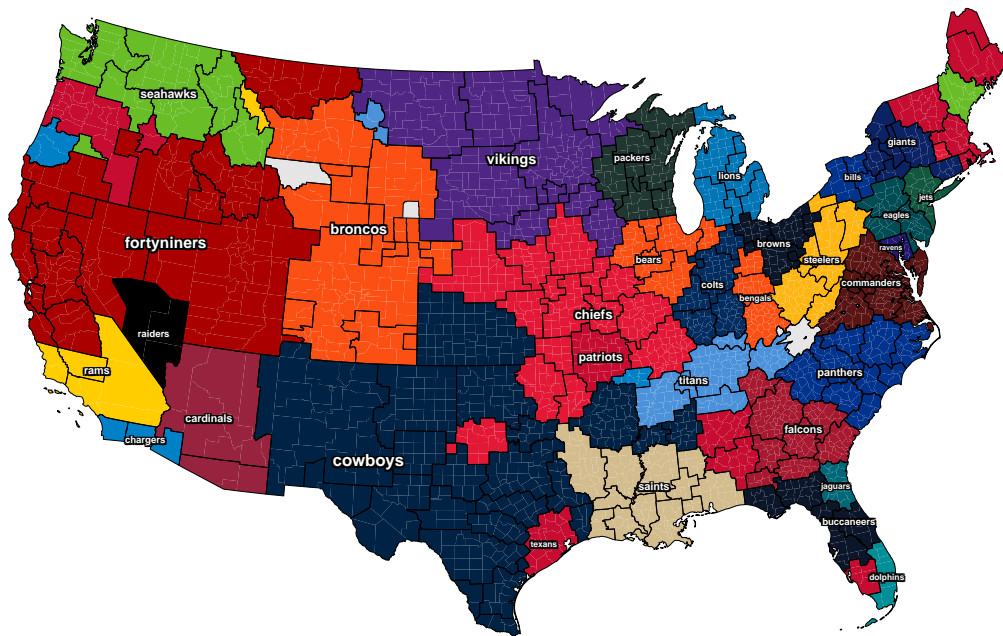 seahawks
vikings
packers
giants
lions
bills
jets
eagles
fortyniners
broncos
browns
ravens
steelers
bears
commanders
colts
bengals
chiefs
raiders
patriots
rams
panthers
titans
cardinals
falcons
chargers
cowboys
saints
jaguars
buccaneers
texans
dolphins